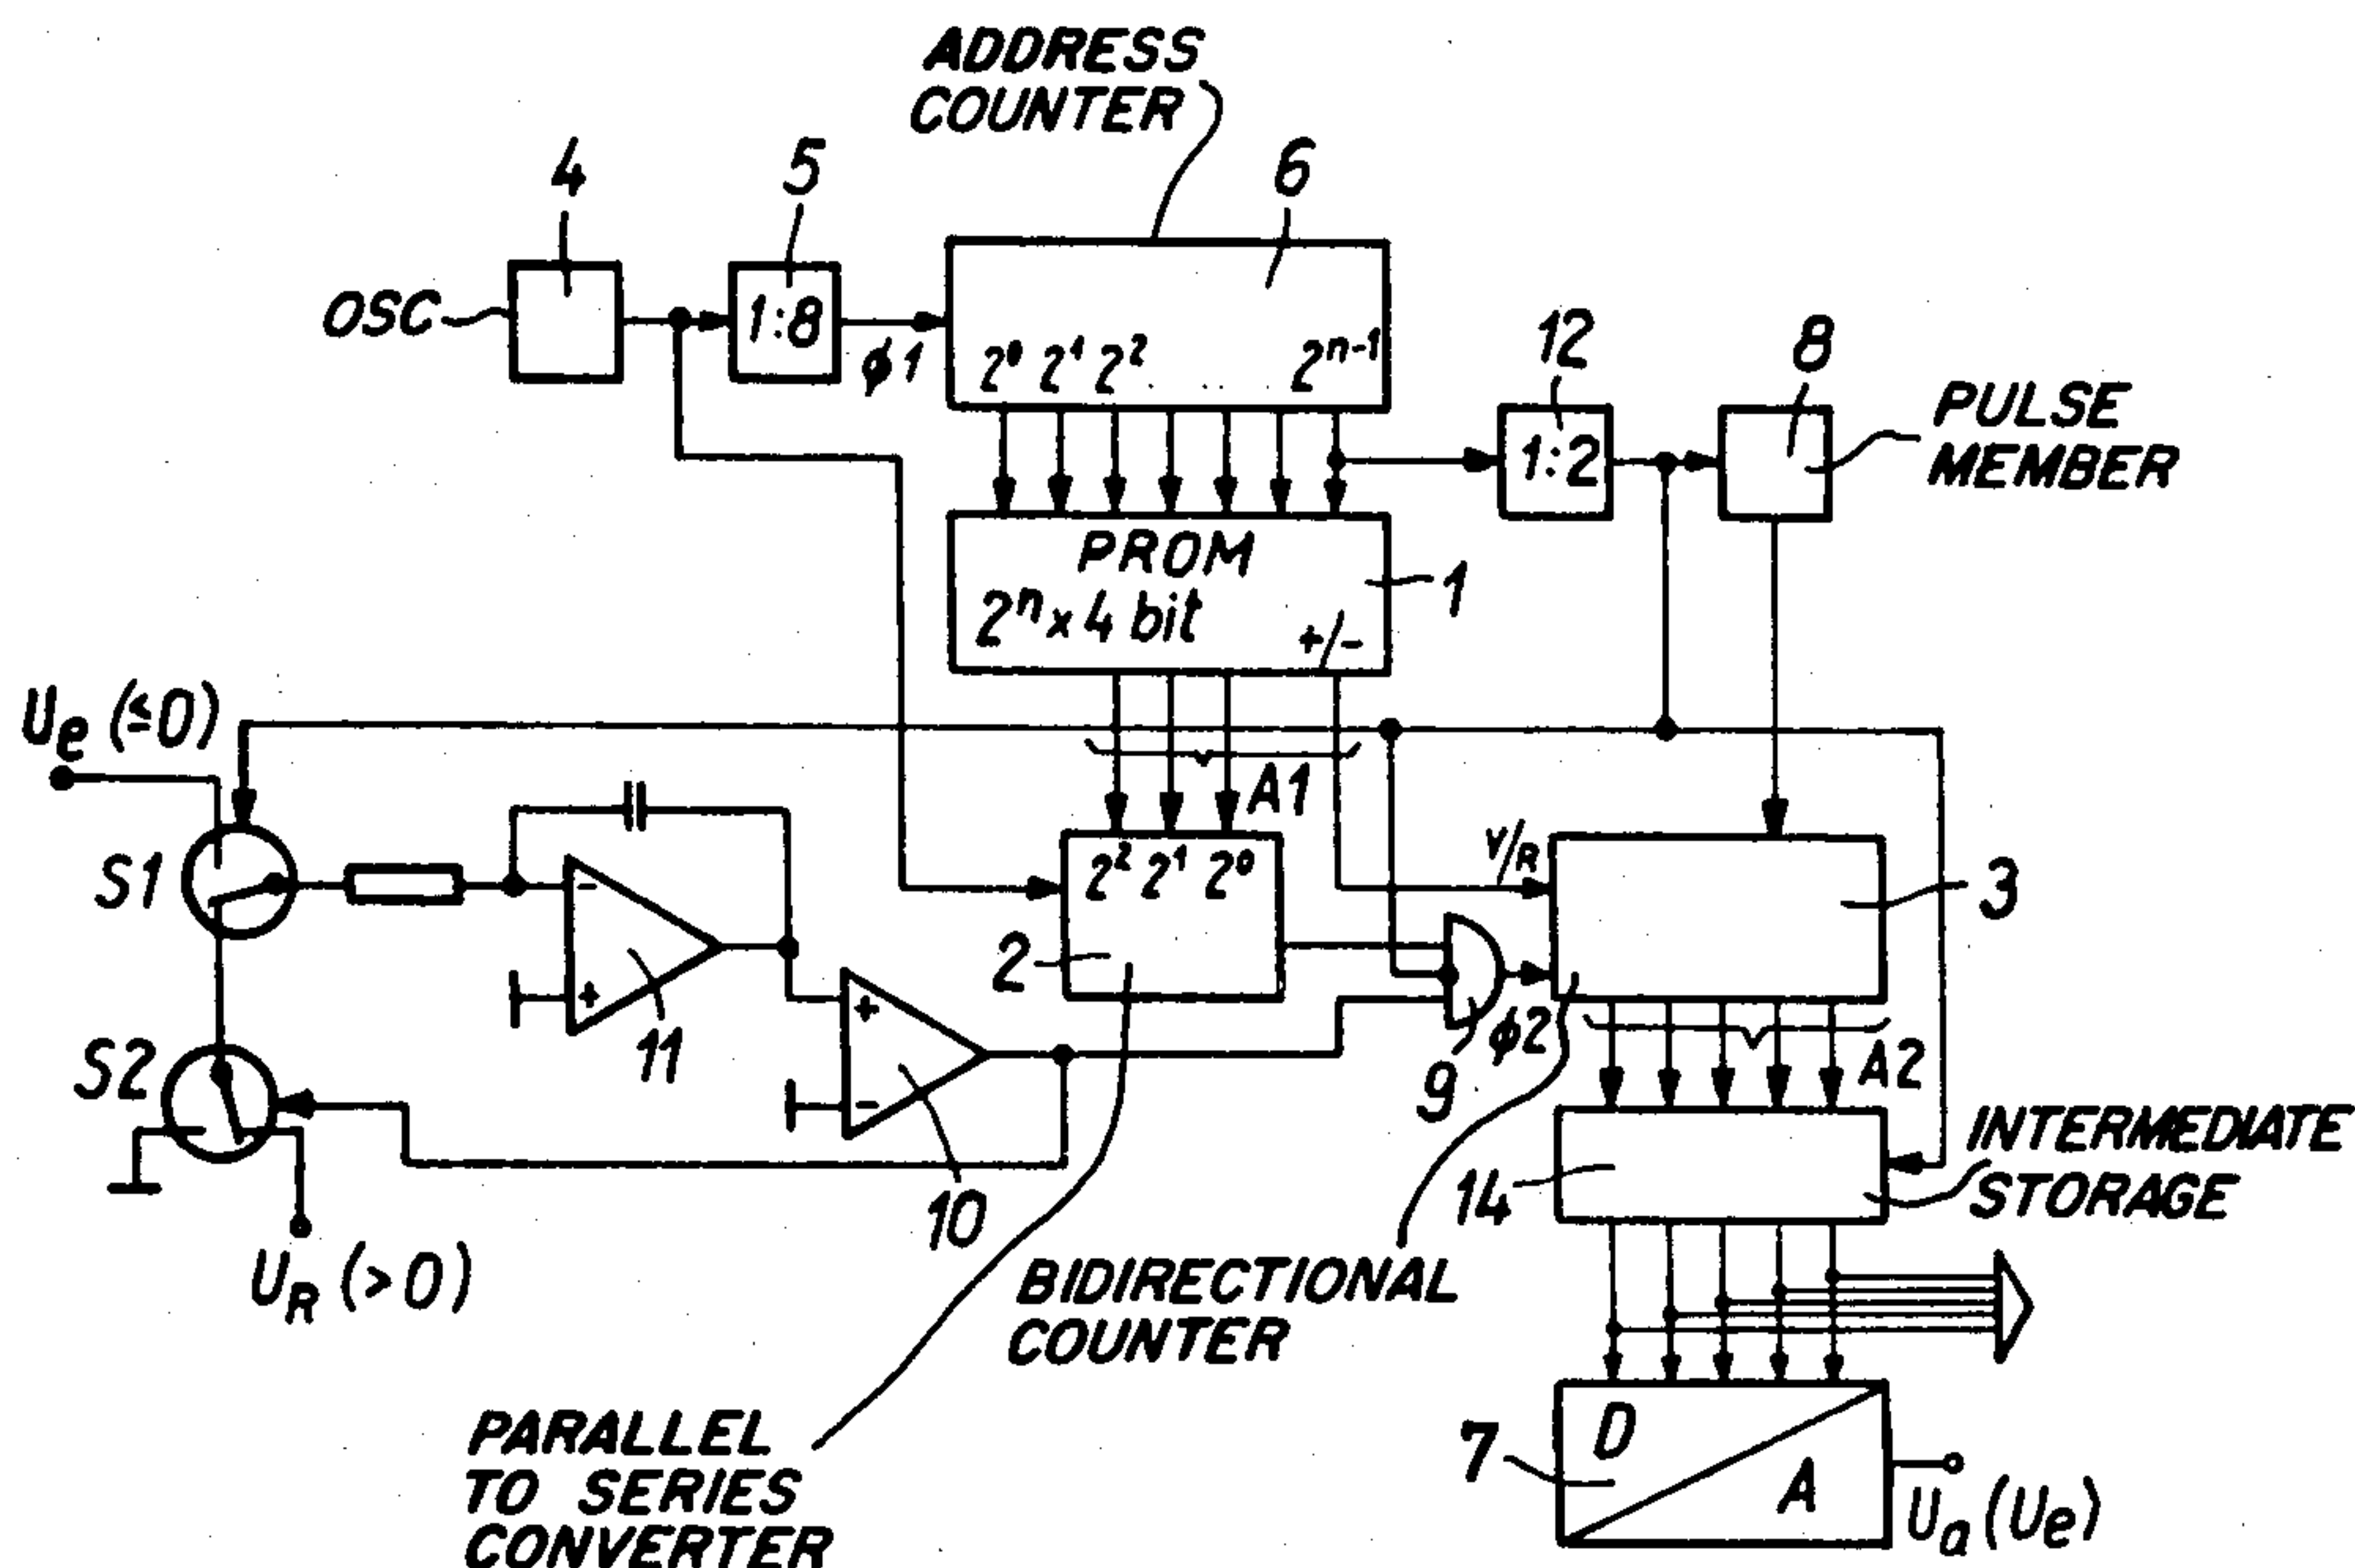 ADDRESS
COUNTER
4
5
6
OSC
1:8
ϕ1
2⁰ 2¹ 2² . . . 2ⁿ⁻¹
12
8
1:2
PULSE
MEMBER
PROM
2ⁿ x 4 bit
+/-
1
Uₑ (≤0)
A1
S1
-
+
11
2² 2¹ 2⁰
2
V/R
3
S2
+
-
10
9
ϕ2
A2
14
INTERMEDIATE
STORAGE
U_R (>0)
BIDIRECTIONAL
COUNTER
PARALLEL
TO SERIES
CONVERTER
7
D
A
Uₐ (Uₑ)